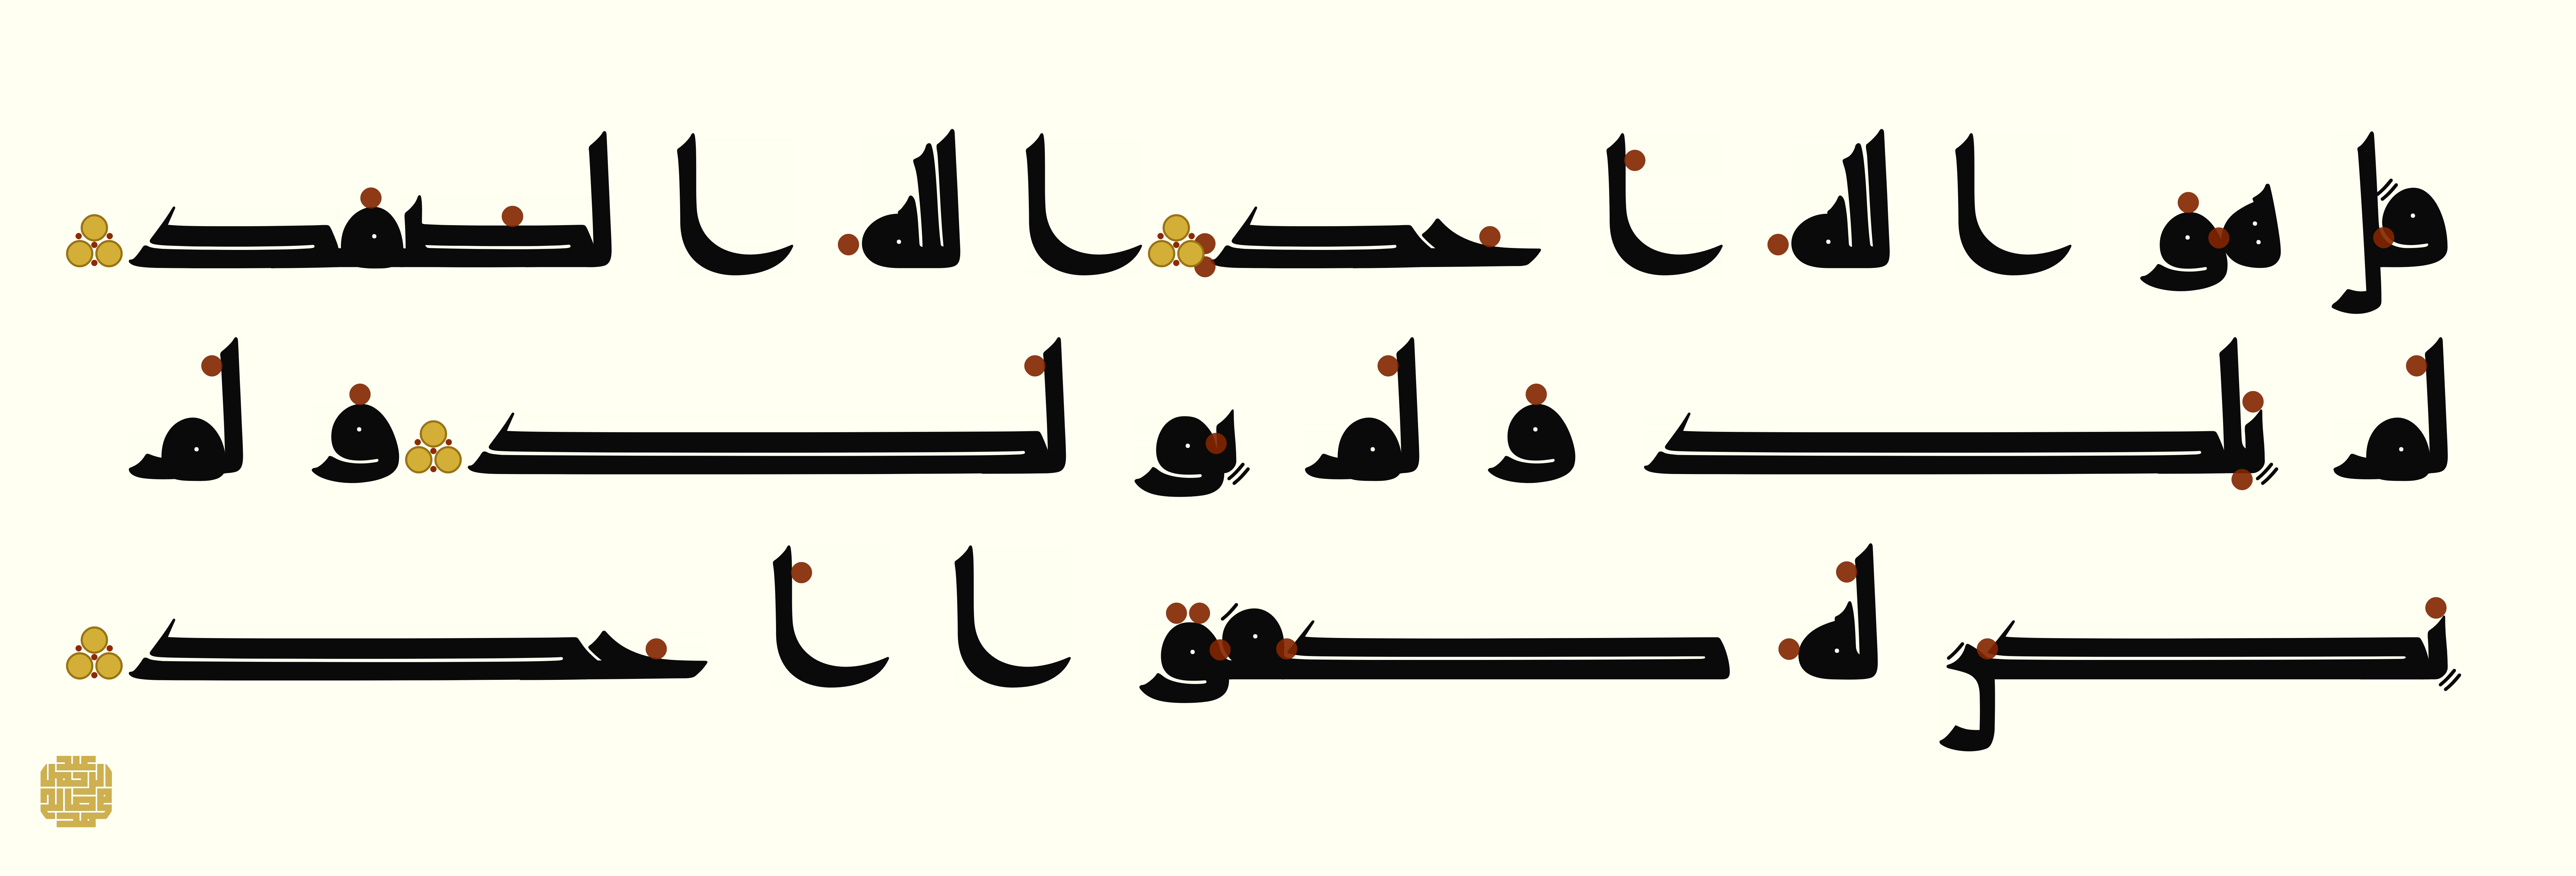 قل هو الله احد الله الصمد
لم يلد ولم يولد ولم
يكن له كفوا احد